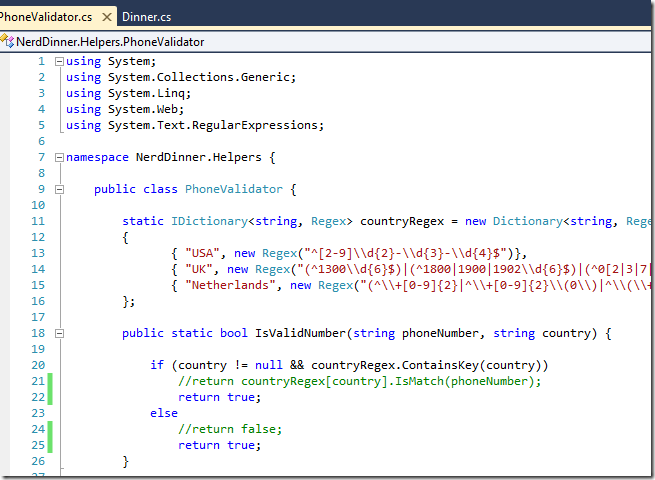 PhoneValidator.cs Dinner.cs
NerdDinner.Helpers.PhoneValidator
1 using System;
2 using System.Collections.Generic;
3 using System.Linq;
4 using System.Web;
5 using System.Text.RegularExpressions;
6
7 namespace NerdDinner.Helpers {
8
9 public class PhoneValidator {
10
11 static IDictionary<string, Regex> countryRegex = new Dictionary<string, Rege
12 {
13 { "USA", new Regex("^[2-9]\\d{2}-\\d{3}-\\d{4}$")},
14 { "UK", new Regex("(^1300\\d{6}$)|(^1800|1900|1902\\d{6}$)|(^0[2|3|7|
15 { "Netherlands", new Regex("(^\\+[0-9]{2}|^\\+[0-9]{2}\\(0\\)|^\\(\\+
16 };
17
18 public static bool IsValidNumber(string phoneNumber, string country) {
19
20 if (country != null && countryRegex.ContainsKey(country))
21 //return countryRegex[country].IsMatch(phoneNumber);
22 return true;
23 else
24 //return false;
25 return true;
26 }